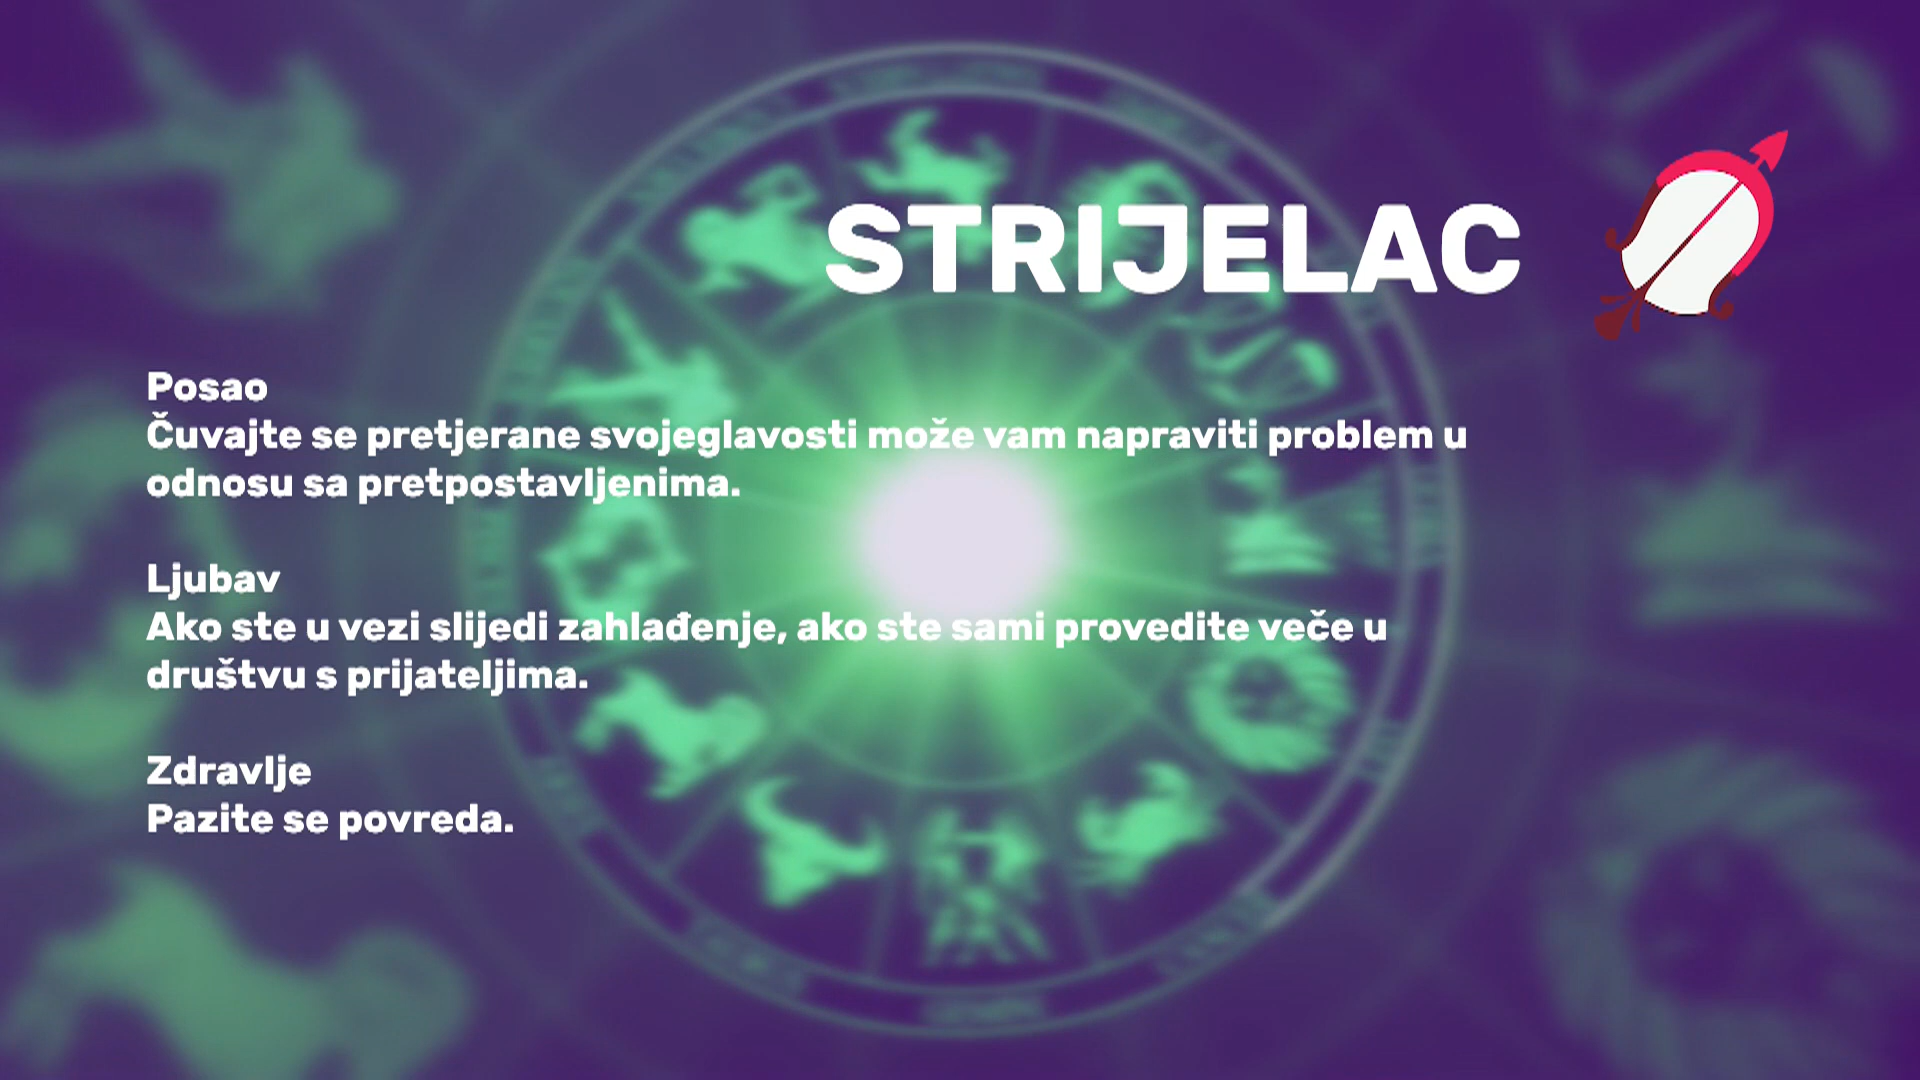 STRIJELAC
Posao
Čuvajte se pretjerane svojeglavosti može vam napraviti problem u
odnosu sa pretpostavljenima.
Ljubav
Ako ste u vezi slijedi zahlađenje, ako ste sami provedite veče u
društvu s prijateljima.
Zdravlje
Pazite se povreda.